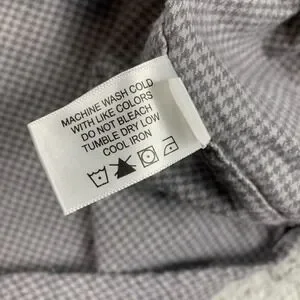 MACHINE WASH COLD
WITH LIKE COLORS
DO NOT BLEACH
TUMBLE DRY LOW
COOL IRON